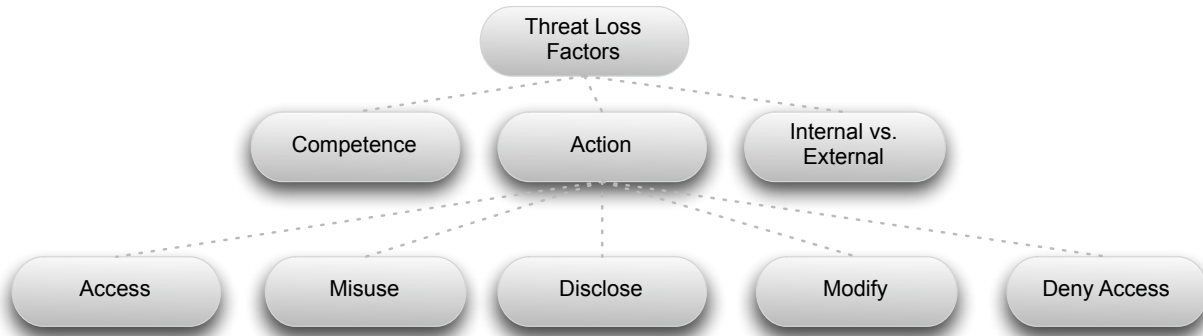 Threat Loss
Factors
Competence
Action
Internal vs.
External
Access
Misuse
Disclose
Modify
Deny Access